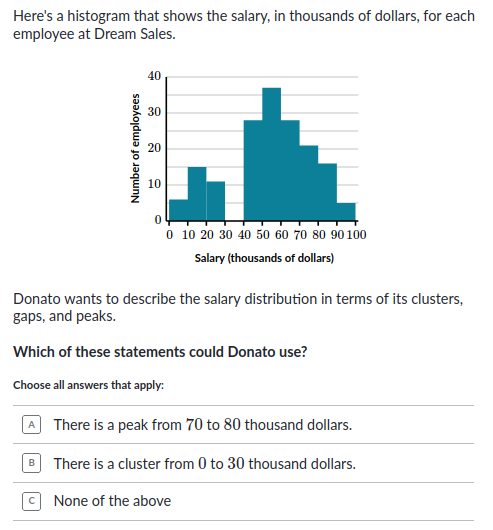 Here's a histogram that shows the salary, in thousands of dollars, for each
employee at Dream Sales.
40
30
20
10
0
Number of employees
0 10 20 30 40 50 60 70 80 90 100
Salary (thousands of dollars)
Donato wants to describe the salary distribution in terms of its clusters,
gaps, and peaks.
Which of these statements could Donato use?
Choose all answers that apply:
A There is a peak from 70 to 80 thousand dollars.
B There is a cluster from 0 to 30 thousand dollars.
C None of the above